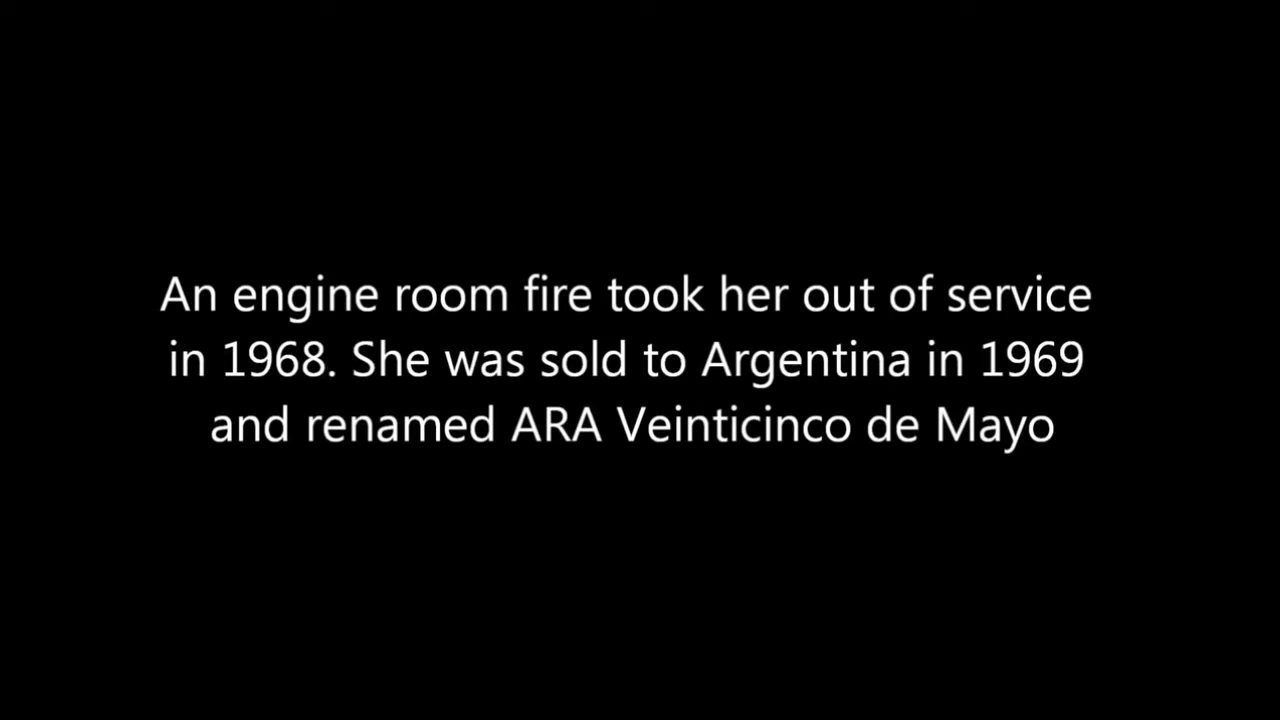 An engine room fire took her out of service
in 1968. She was sold to Argentina in 1969
and renamed ARA Veinticinco de Mayo